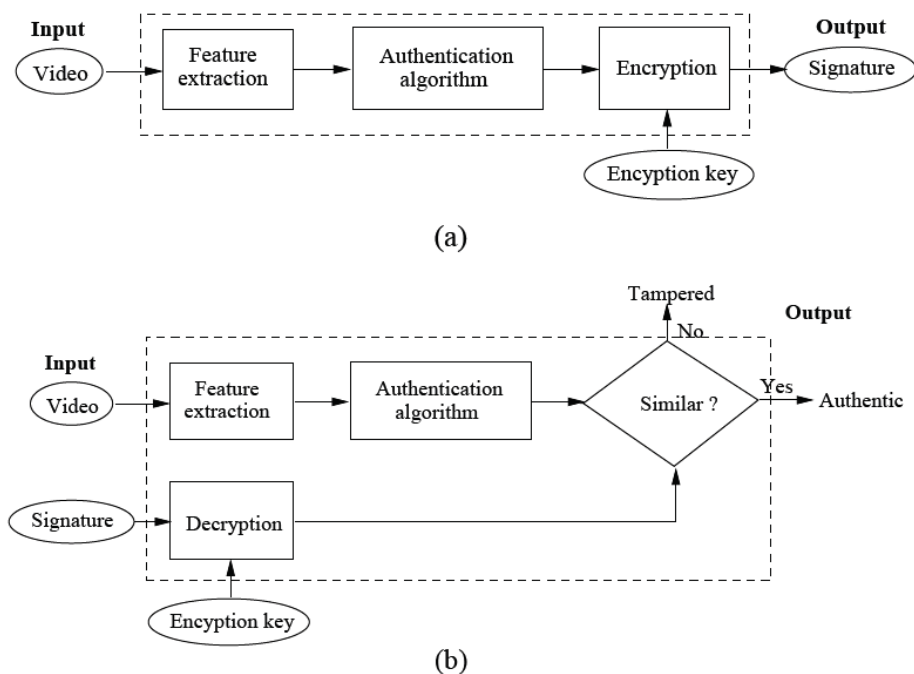 Input
Output
Video
Feature
extraction
Authentication
algorithm
Encryption
Signature
Encyption key
(a)
Tampered
No
Output
Input
Video
Feature
extraction
Authentication
algorithm
Similar ?
Yes
Authentic
Signature
Decryption
Encyption key
(b)